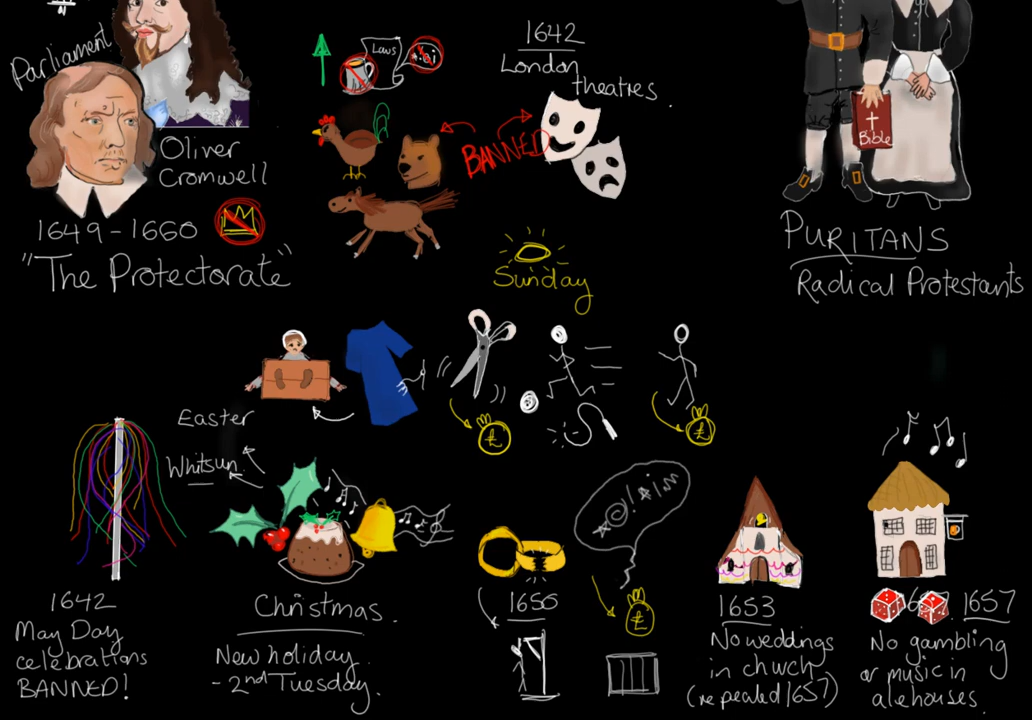 Parliament
Oliver
Cromwell
1649-1660
"The Protectorate"
Laws
1642
London
theatres.
BANNED
Bible
PURITANS
Radical Protestants
Sunday
£
£
Easter
Whitsun
1642
May Day
celebrations
BANNED!
Christmas.
New holiday
- 2nd Tuesday.
1650
£
1653
No weddings
in church
(repealed 1657)
1657
No gambling
or music in
alehouses.